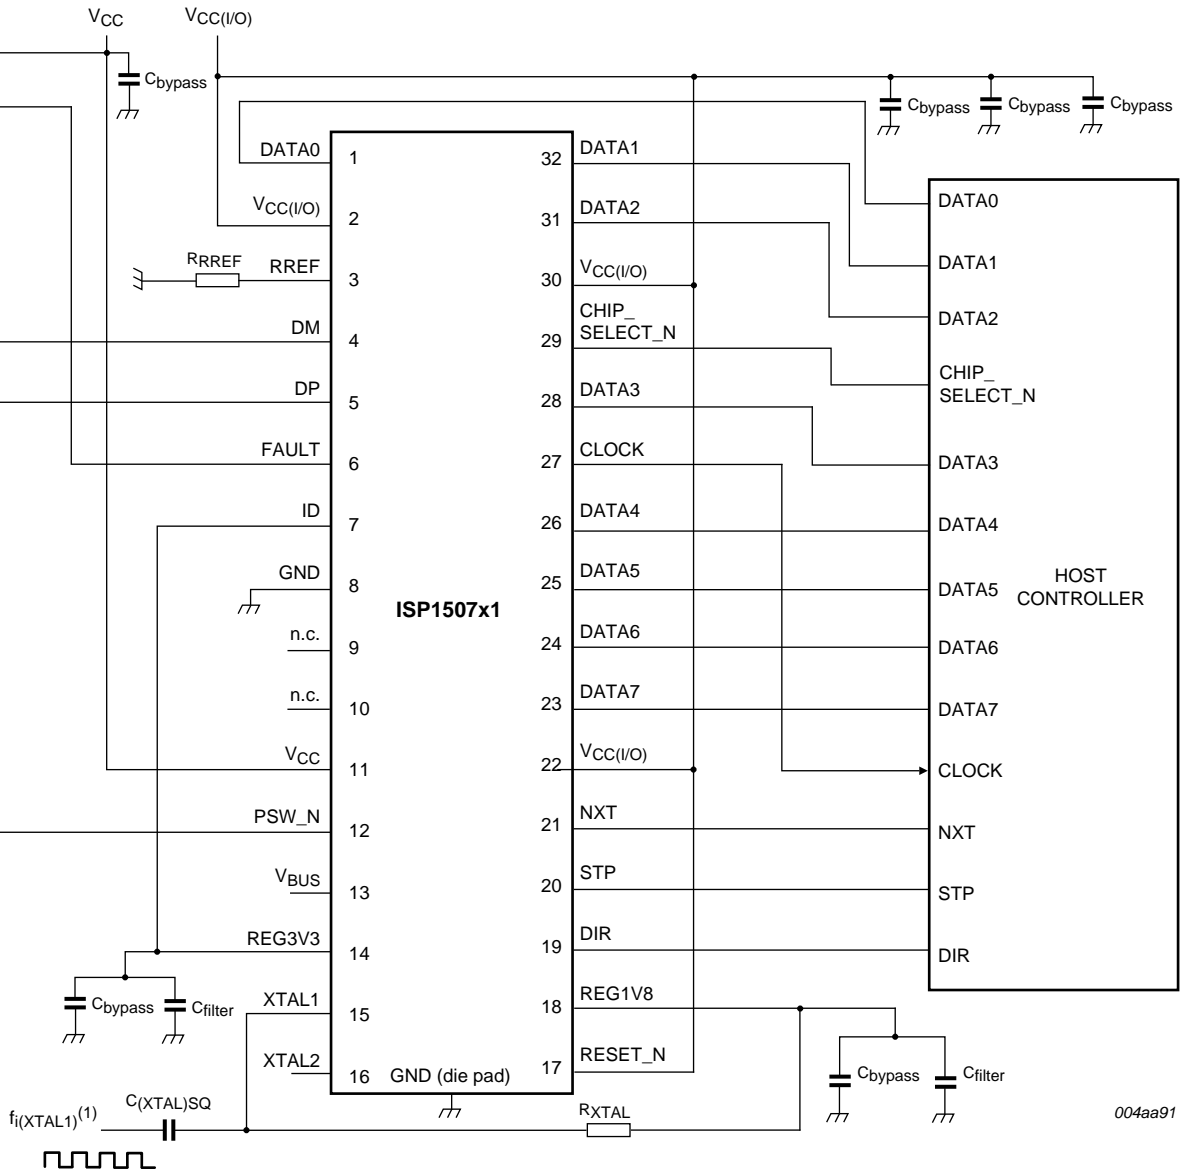 VCC VCC(I/O)
Cbypass
Cbypass Cbypass Cbypass
DATA0 1
VCC(I/O) 2
RRREF RREF 3
DM 4
DP 5
FAULT 6
ID 7
GND 8
n.c. 9
n.c. 10
VCC 11
PSW_N 12
VBUS 13
REG3V3 14
XTAL1 15
XTAL2 16
ISP1507x1
GND (die pad)
32 DATA1
31 DATA2
30 VCC(I/O)
29 CHIP_
SELECT_N
28 DATA3
27 CLOCK
26 DATA4
25 DATA5
24 DATA6
23 DATA7
22 VCC(I/O)
21 NXT
20 STP
19 DIR
18 REG1V8
17 RESET_N
DATA0
DATA1
DATA2
CHIP_
SELECT_N
DATA3
DATA4
DATA5
DATA6
DATA7
CLOCK
NXT
STP
DIR
HOST
CONTROLLER
Cbypass Cfilter
Cbypass Cfilter
fi(XTAL1)(1)
C(XTAL)SQ
RXTAL
004aa91